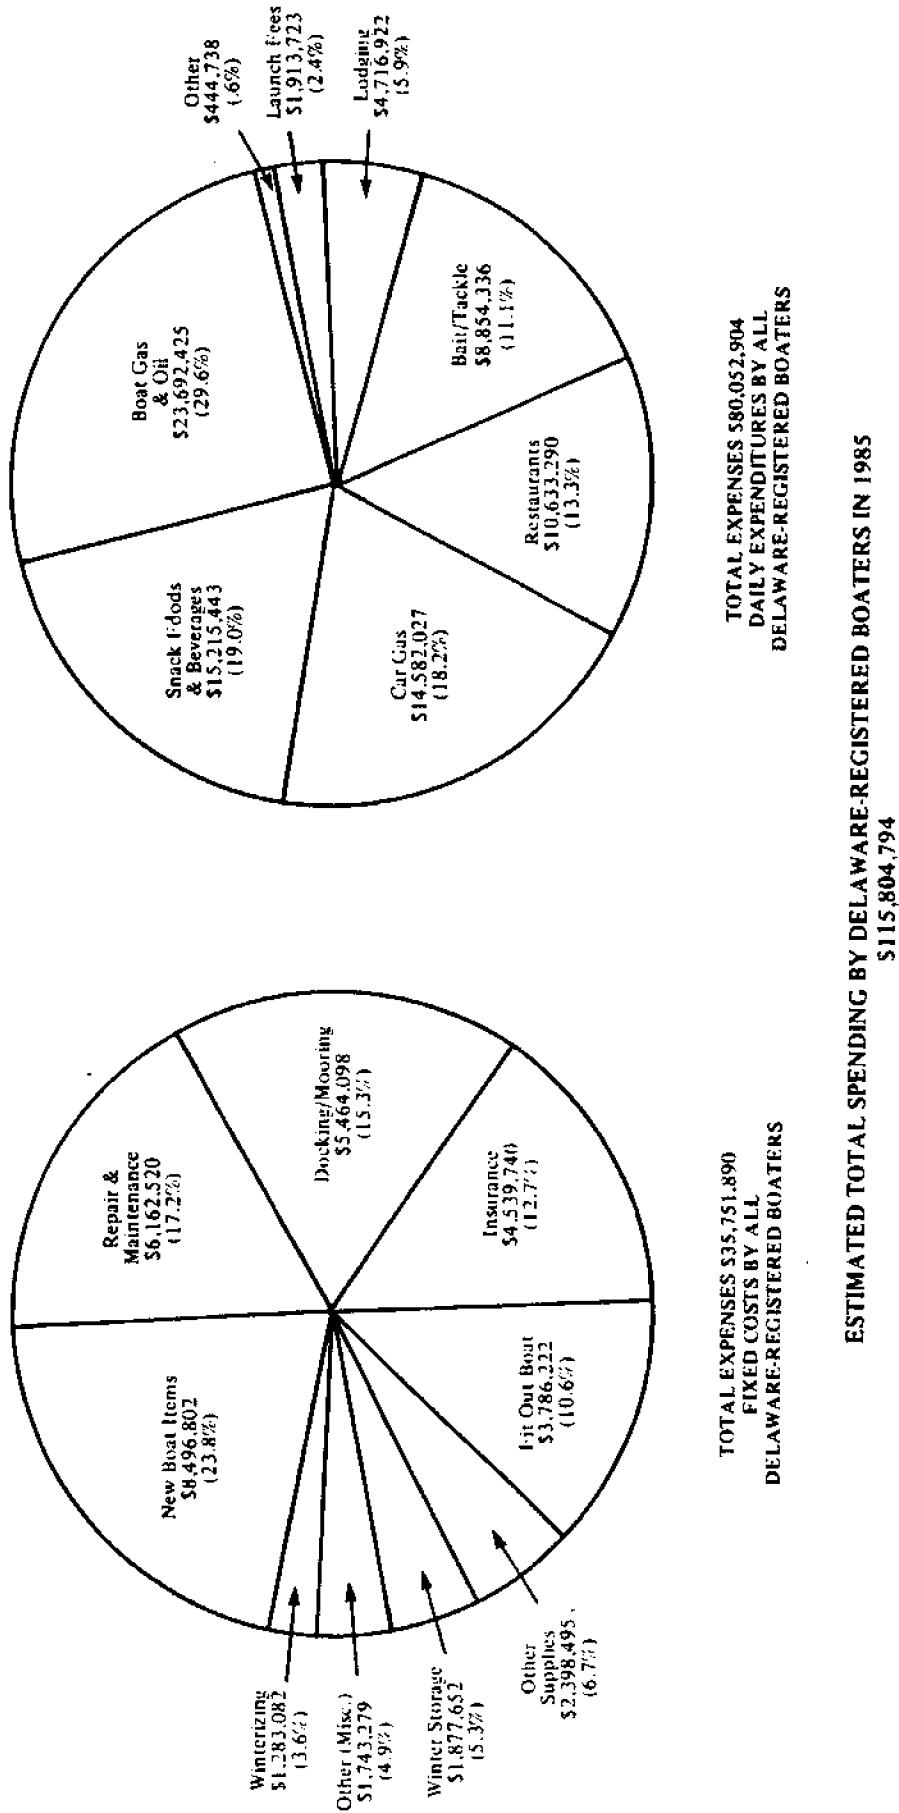 New Boat Items
$8,496,802
(23.8%)
Repair &
Maintenance
$6,162,520
(17.2%)
Docking/Mooring
$5,464,098
(15.3%)
Insurance
$4,539,740
(12.7%)
Fit Out Boat
$3,786,222
(10.6%)
Other
Supplies
$2,398,495
(6.7%)
Winter Storage
$1,877,652
(5.3%)
Other (Misc.)
$1,743,279
(4.9%)
Winterizing
$1,283,082
(3.6%)
TOTAL EXPENSES $35,751,890
FIXED COSTS BY ALL
DELAWARE-REGISTERED BOATERS
Boat Gas
& Oil
$23,692,425
(29.6%)
Other
$444,738
(.6%)
Launch Fees
$1,913,723
(2.4%)
Lodging
$4,716,922
(5.9%)
Bait/Tackle
$8,854,336
(11.1%)
Restaurants
$10,633,290
(13.3%)
Car Gas
$14,582,027
(18.2%)
Snack Foods
& Beverages
$15,215,443
(19.0%)
TOTAL EXPENSES $80,052,904
DAILY EXPENDITURES BY ALL
DELAWARE-REGISTERED BOATERS
ESTIMATED TOTAL SPENDING BY DELAWARE-REGISTERED BOATERS IN 1985
$115,804,794